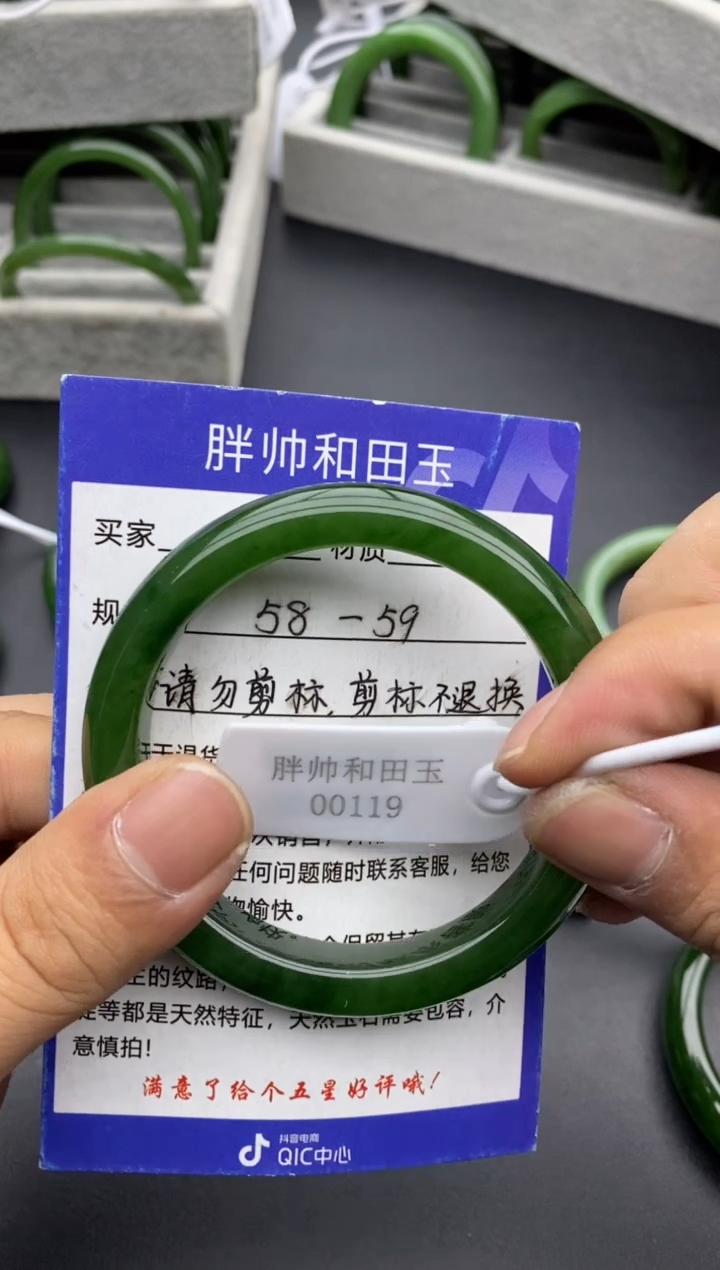 胖帅和田玉
买家 材质
规 58-59
请勿剪标，剪标不退换
胖帅和田玉
00119
任何问题随时联系客服，给您
愉快。
的纹路，
等都是天然特征，天然玉石需要包容，介
意慎拍！
满意了给个五星好评哦！
抖音电商
QIC中心